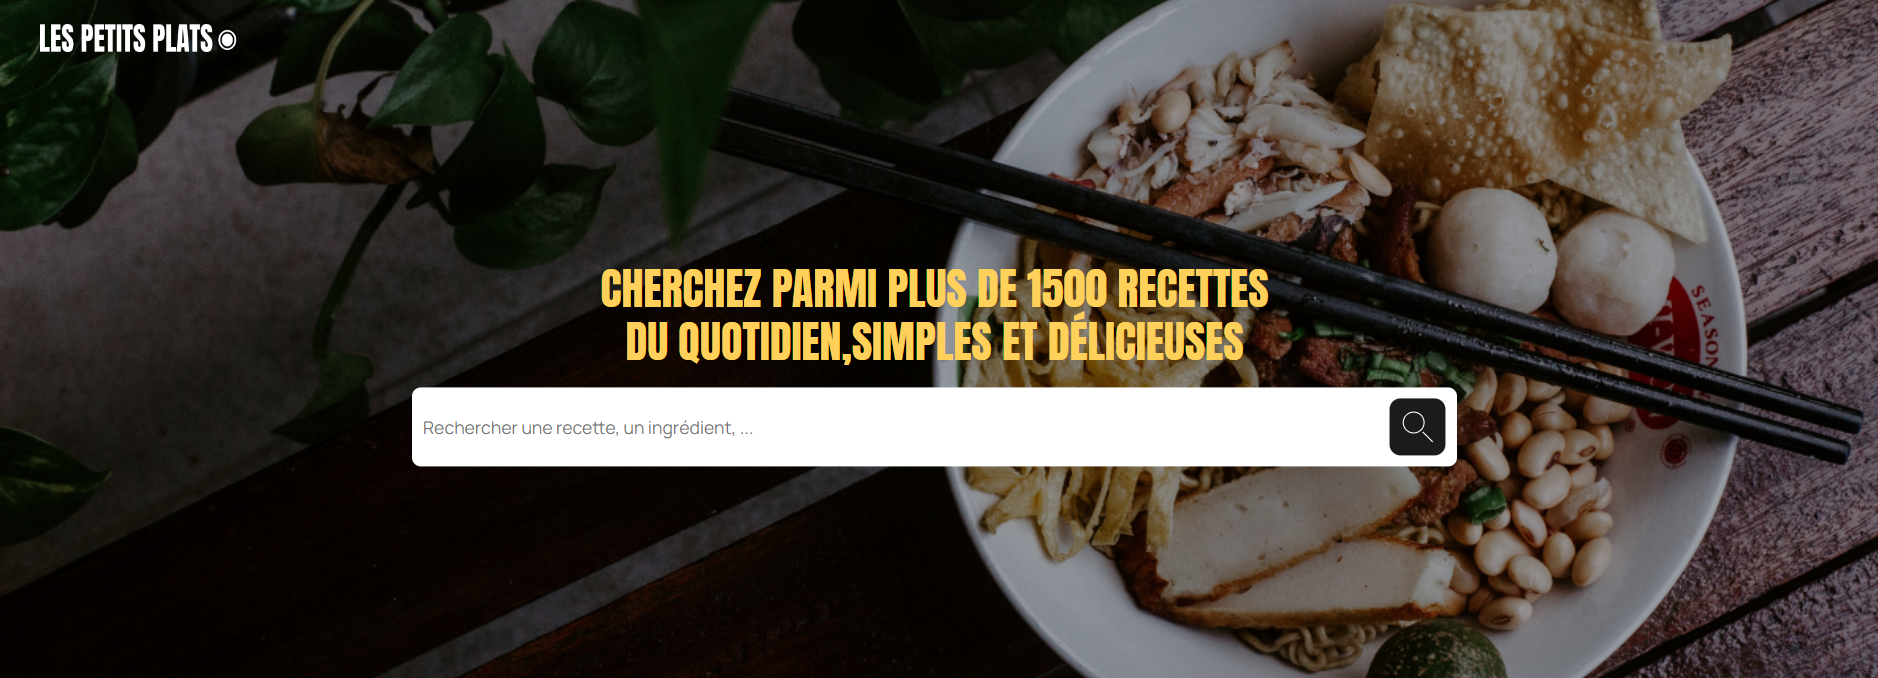 LES PETITS PLATS
CHERCHEZ PARMI PLUS DE 1500 RECETTES
DU QUOTIDIEN,SIMPLES ET DÉLICIEUSES
Rechercher une recette, un ingrédient, ...
SEASON